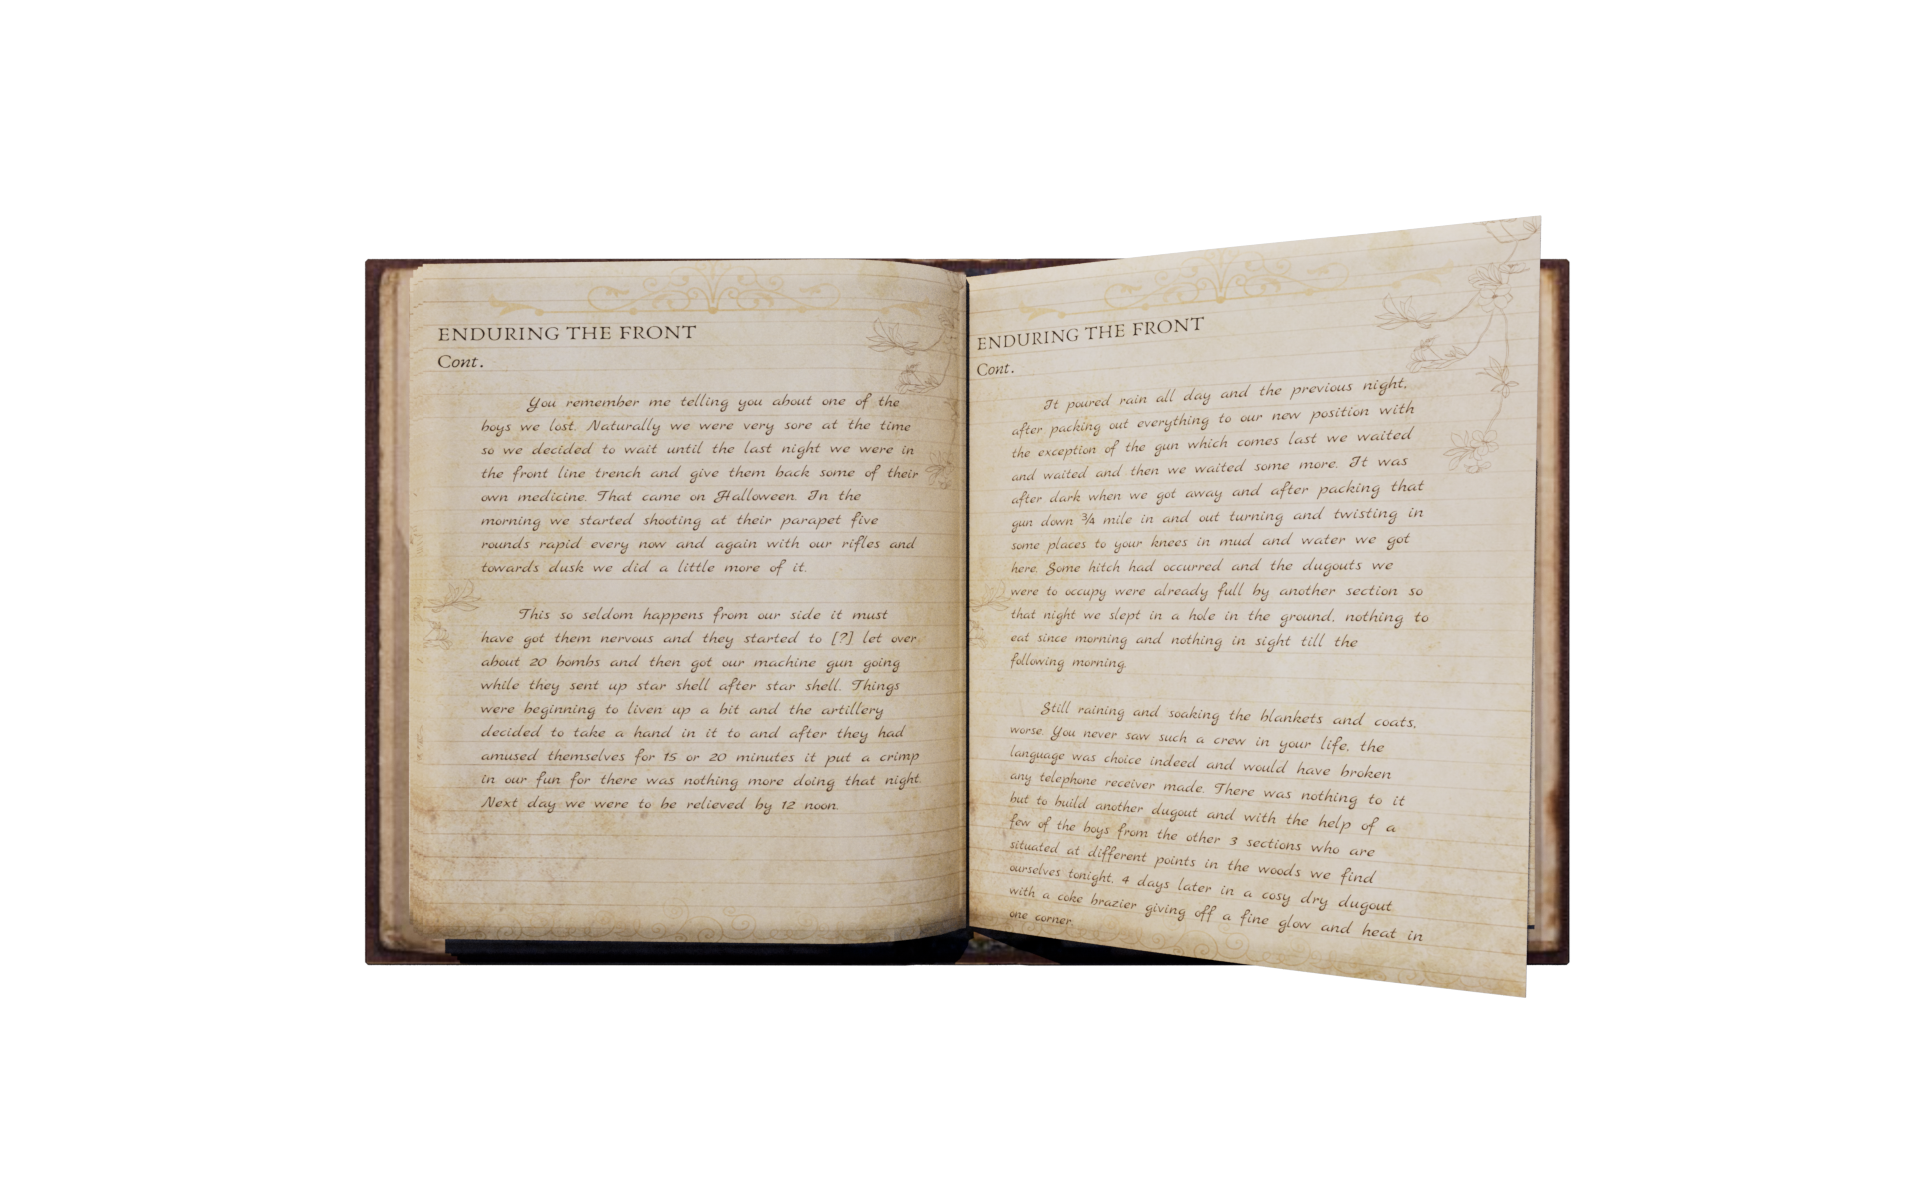 ENDURING THE FRONT
Cont.
You remember me telling you about one of the
boys we lost. Naturally we were very sore at the time
so we decided to wait until the last night we were in
the front line trench and give them back some of their
own medicine. That came on Halloween. In the
morning we started shooting at their parapet five
rounds rapid every now and again with our rifles and
towards dusk we did a little more of it.
This so seldom happens from our side it must
have got them nervous and they started to [?] let over
about 20 bombs and then got our machine gun going
while they sent up star shell after star shell. Things
were beginning to liven up a bit and the artillery
decided to take a hand in it to and after they had
amused themselves for 15 or 20 minutes it put a crimp
in our fun for there was nothing more doing that night.
Next day we were to be relieved by 12 noon.
ENDURING THE FRONT
Cont.
It poured rain all day and the previous night,
after packing out everything to our new position with
the exception of the gun which comes last we waited
and waited and then we waited some more. It was
after dark when we got away and after packing that
gun down ¾ mile in and out turning and twisting in
some places to your knees in mud and water we got
here. Some hitch had occurred and the dugouts we
were to occupy were already full by another section so
that night we slept in a hole in the ground, nothing to
eat since morning and nothing in sight till the
following morning.
Still raining and soaking the blankets and coats,
worse. You never saw such a crew in your life, the
language was choice indeed and would have broken
any telephone receiver made. There was nothing to it
but to build another dugout and with the help of a
few of the boys from the other 3 sections who are
situated at different points in the woods we find
ourselves tonight, 4 days later in a cosy dry dugout
with a coke brazier giving off a fine glow and heat in
one corner.